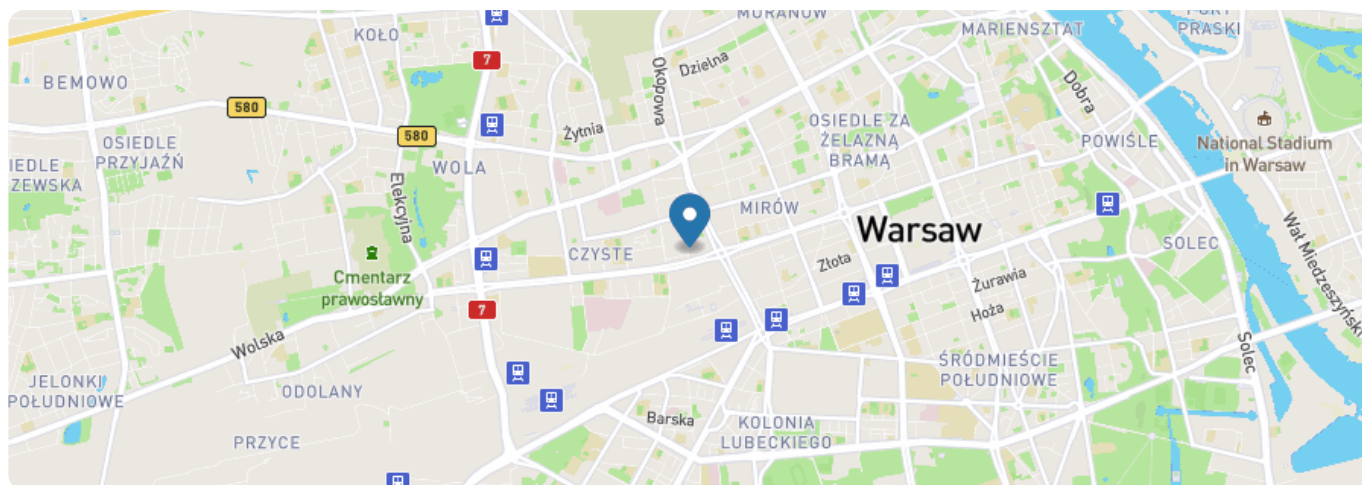 MURANÓW
PORT
PRASKI
KOŁO
MARIENSZTAT
7
BEMOWO
Okopowa
Dzielna
Dobra
580
580
OSIEDLE
PRZYJAŹŃ
Żytnia
OSIEDLE ZA
ŻELAZNĄ
BRAMĄ
POWIŚLE
National Stadium
in Warsaw
IEDLE
ZEWSKA
WOLA
Elekcyjna
MIRÓW
Warsaw
Wał Miedzeszyński
SOLEC
CZYSTE
Złota
Żurawia
Cmentarz
prawosławny
7
Hoża
Wolska
Solec
JELONKI
POŁUDNIOWE
ODOLANY
ŚRÓDMIEŚCIE
POŁUDNIOWE
Barska
KOLONIA
LUBECKIEGO
PRZYCE